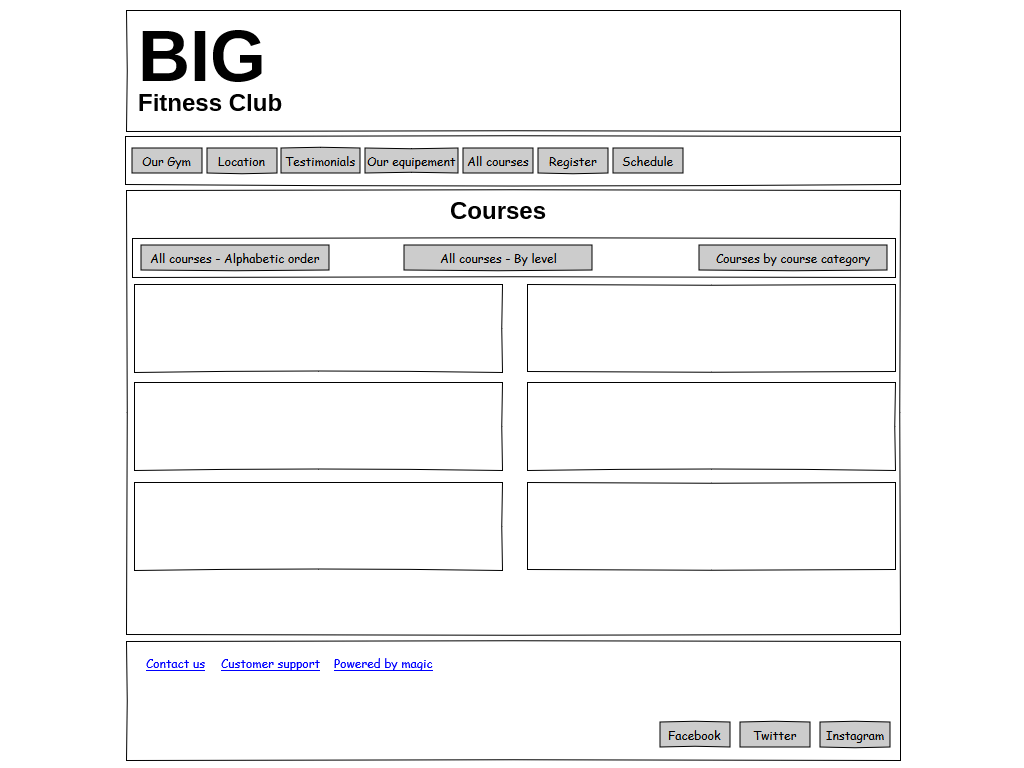 BIG
Fitness Club
Our Gym
Location
Testimonials
Our equipement
All courses
Register
Schedule
Courses
All courses - Alphabetic order
All courses - By level
Courses by course category
Contact us
Customer support
Powered by magic
Facebook
Twitter
Instagram